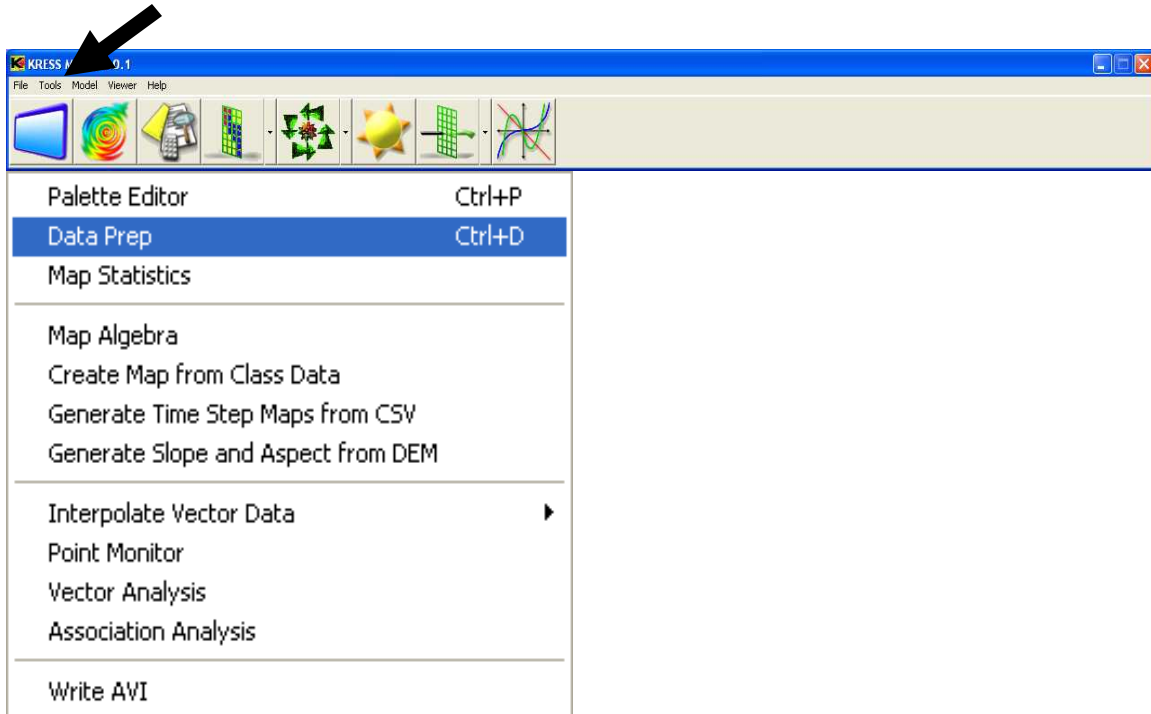 KRESS
.1
File Tools Model Viewer Help
Palette Editor Ctrl+P
Data Prep Ctrl+D
Map Statistics
Map Algebra
Create Map from Class Data
Generate Time Step Maps from CSV
Generate Slope and Aspect from DEM
Interpolate Vector Data
Point Monitor
Vector Analysis
Association Analysis
Write AVI